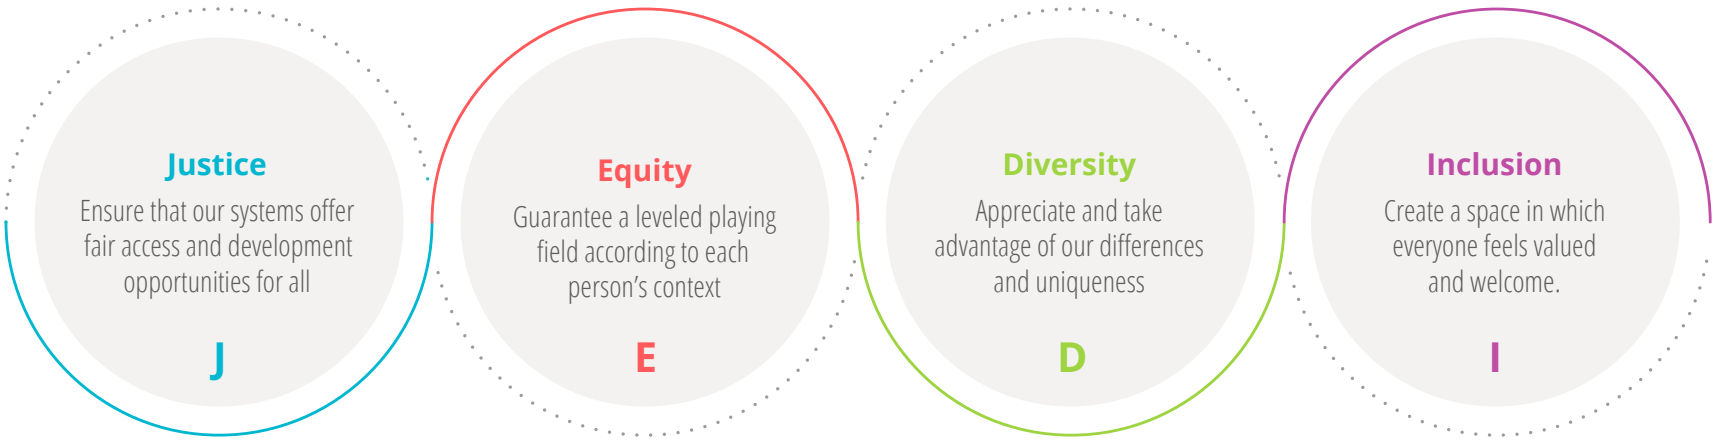 Justice
Ensure that our systems offer
fair access and development
opportunities for all
J
Equity
Guarantee a leveled playing
field according to each
person’s context
E
Diversity
Appreciate and take
advantage of our differences
and uniqueness
D
Inclusion
Create a space in which
everyone feels valued
and welcome.
I